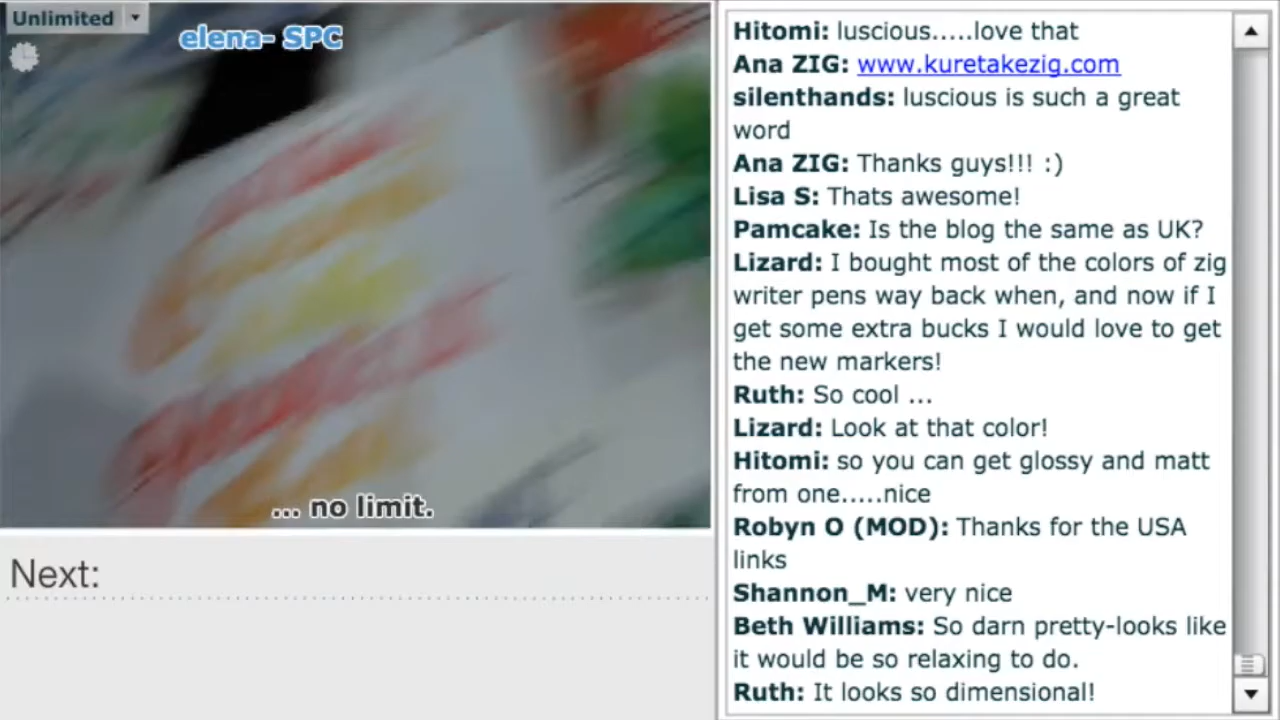 Unlimited
elena- SPC
... no limit.
Next:
Hitomi: luscious.....love that
Ana ZIG: www.kuretakezig.com
silenthands: luscious is such a great
word
Ana ZIG: Thanks guys!!! :)
Lisa S: Thats awesome!
Pamcake: Is the blog the same as UK?
Lizard: I bought most of the colors of zig
writer pens way back when, and now if I
get some extra bucks I would love to get
the new markers!
Ruth: So cool ...
Lizard: Look at that color!
Hitomi: so you can get glossy and matt
from one.....nice
Robyn O (MOD): Thanks for the USA
links
Shannon_M: very nice
Beth Williams: So darn pretty-looks like
it would be so relaxing to do.
Ruth: It looks so dimensional!